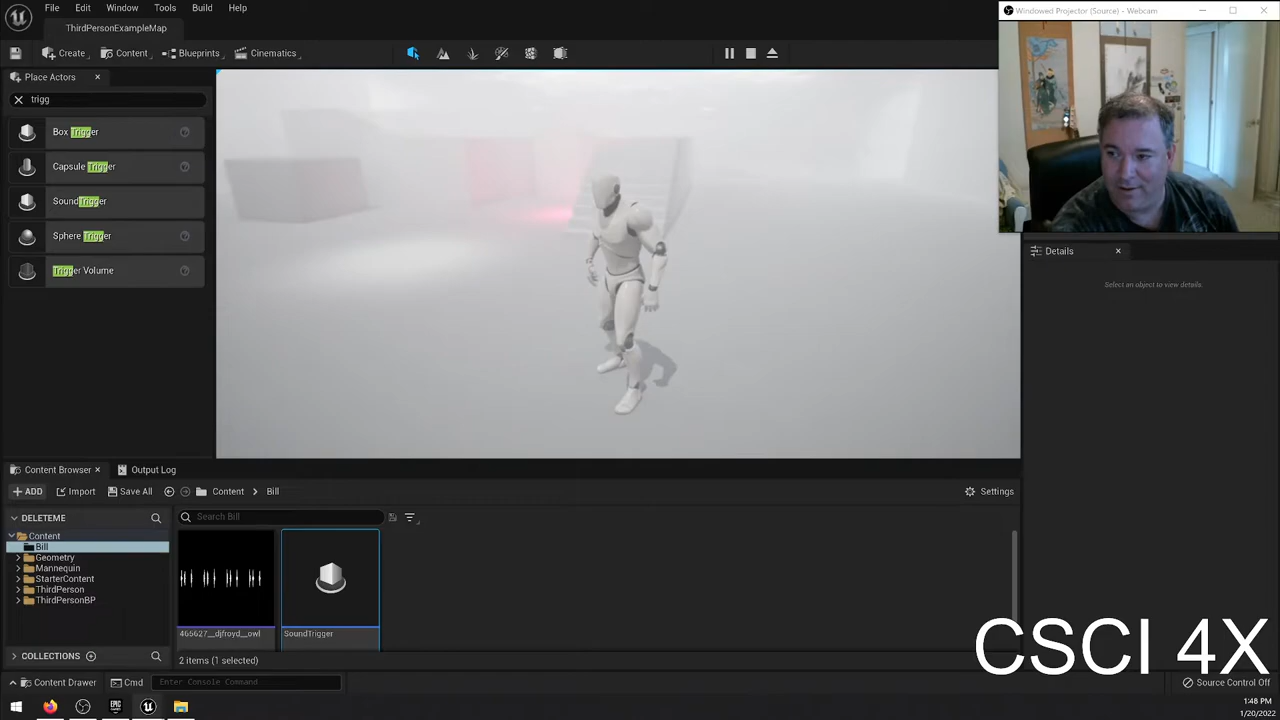 File Edit Window Tools Build Help
ThirdPersonExampleMap
Windowed Projector (Source) - Webcam
Create Content Blueprints Cinematics
Place Actors
trigg
Box Trigger
Capsule Trigger
SoundTrigger
Sphere Trigger
Trigger Volume
Details
Select an object to view details.
Content Browser Output Log
ADD Import Save All Content Bill Settings
DELETEME
Search Bill
Content
Bill
Geometry
Mannequin
StarterContent
ThirdPerson
ThirdPersonBP
465627__djfroyd__owl
SoundTrigger
COLLECTIONS
2 items (1 selected)
CSCI 4X
Content Drawer Cmd Enter Console Command Source Control Off
1:48 PM
1/20/2022